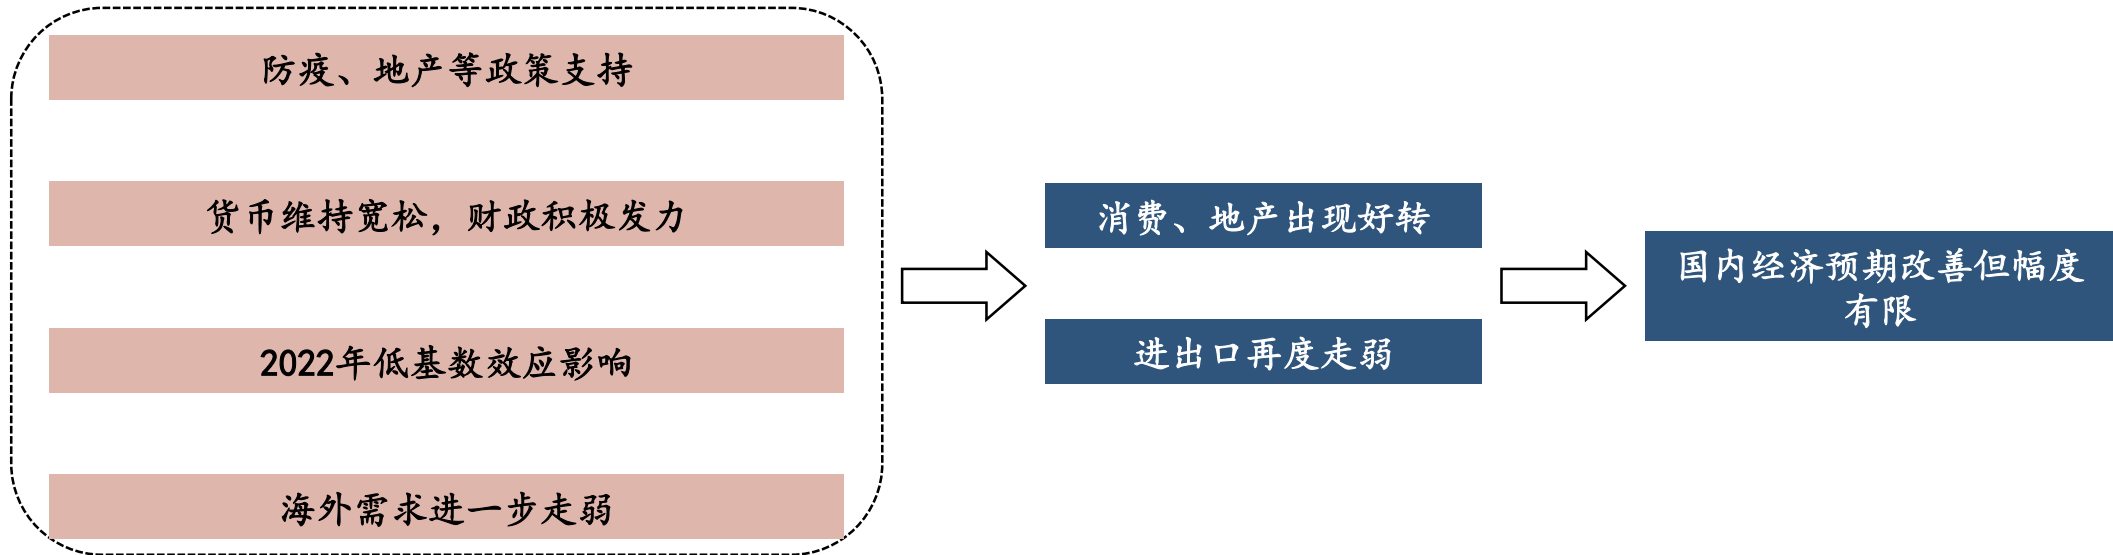 防疫、地产等政策支持
货币维持宽松，财政积极发力
2022年低基数效应影响
海外需求进一步走弱
消费、地产出现好转
进出口再度走弱
国内经济预期改善但幅度
有限